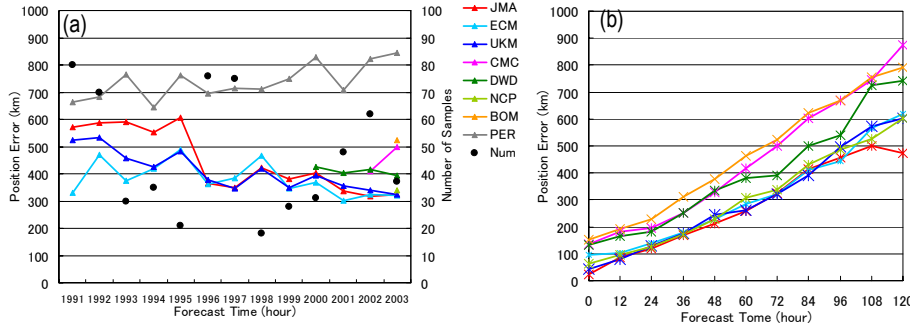 (a)
1000
900
800
700
600
500
400
300
200
100
0
Position Error (km)
100
90
80
70
60
50
40
30
20
10
0
Number of Samples
1991 1992 1993 1994 1995 1996 1997 1998 1999 2000 2001 2002 2003
Forecast Time (hour)
JMA
ECM
UKM
CMC
DWD
NCP
BOM
PER
Num
(b)
1000
900
800
700
600
500
400
300
200
100
0
Position Error (km)
0 12 24 36 48 60 72 84 96 108 120
Forecast Tome (hour)